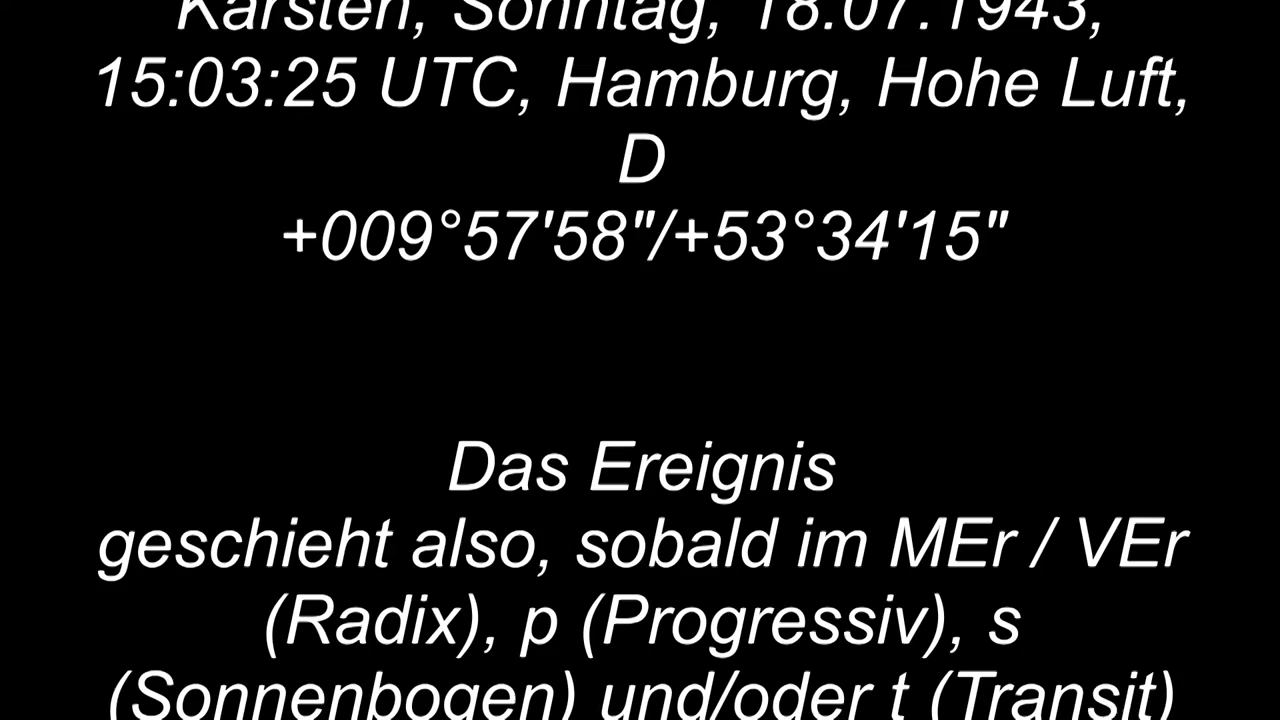 Karsten, Sonntag, 18.07.1943,
15:03:25 UTC, Hamburg, Hohe Luft,
D
+009°57'58"/+53°34'15"
Das Ereignis
geschieht also, sobald im MEr / VEr
(Radix), p (Progressiv), s
(Sonnenbogen) und/oder t (Transit)